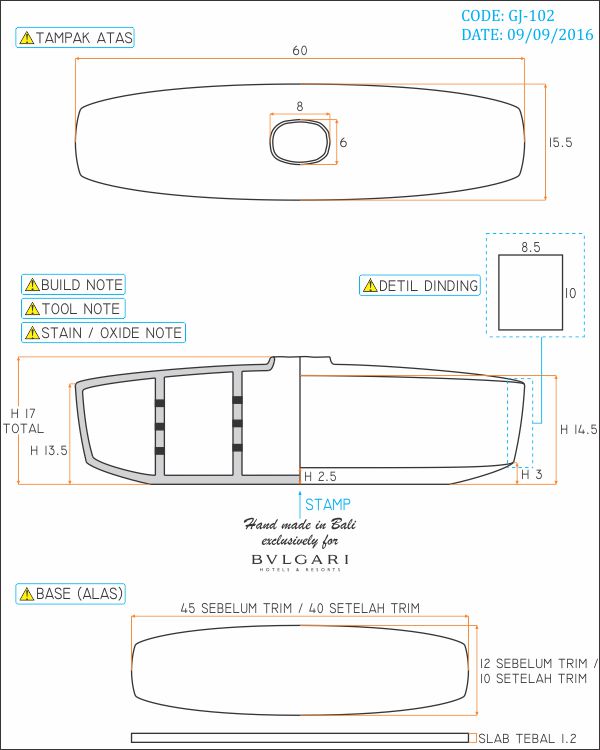 CODE: GJ-102
DATE: 09/09/2016
TAMPAK ATAS
60
8
6
15.5
8.5
10
BUILD NOTE
TOOL NOTE
STAIN / OXIDE NOTE
DETIL DINDING
H 17
TOTAL
H 13.5
H 14.5
H 3
H 2.5
STAMP
Hand made in Bali
exclusively for
BVLGARI
HOTELS & RESORTS
BASE (ALAS)
45 SEBELUM TRIM / 40 SETELAH TRIM
12 SEBELUM TRIM /
10 SETELAH TRIM
SLAB TEBAL 1.2